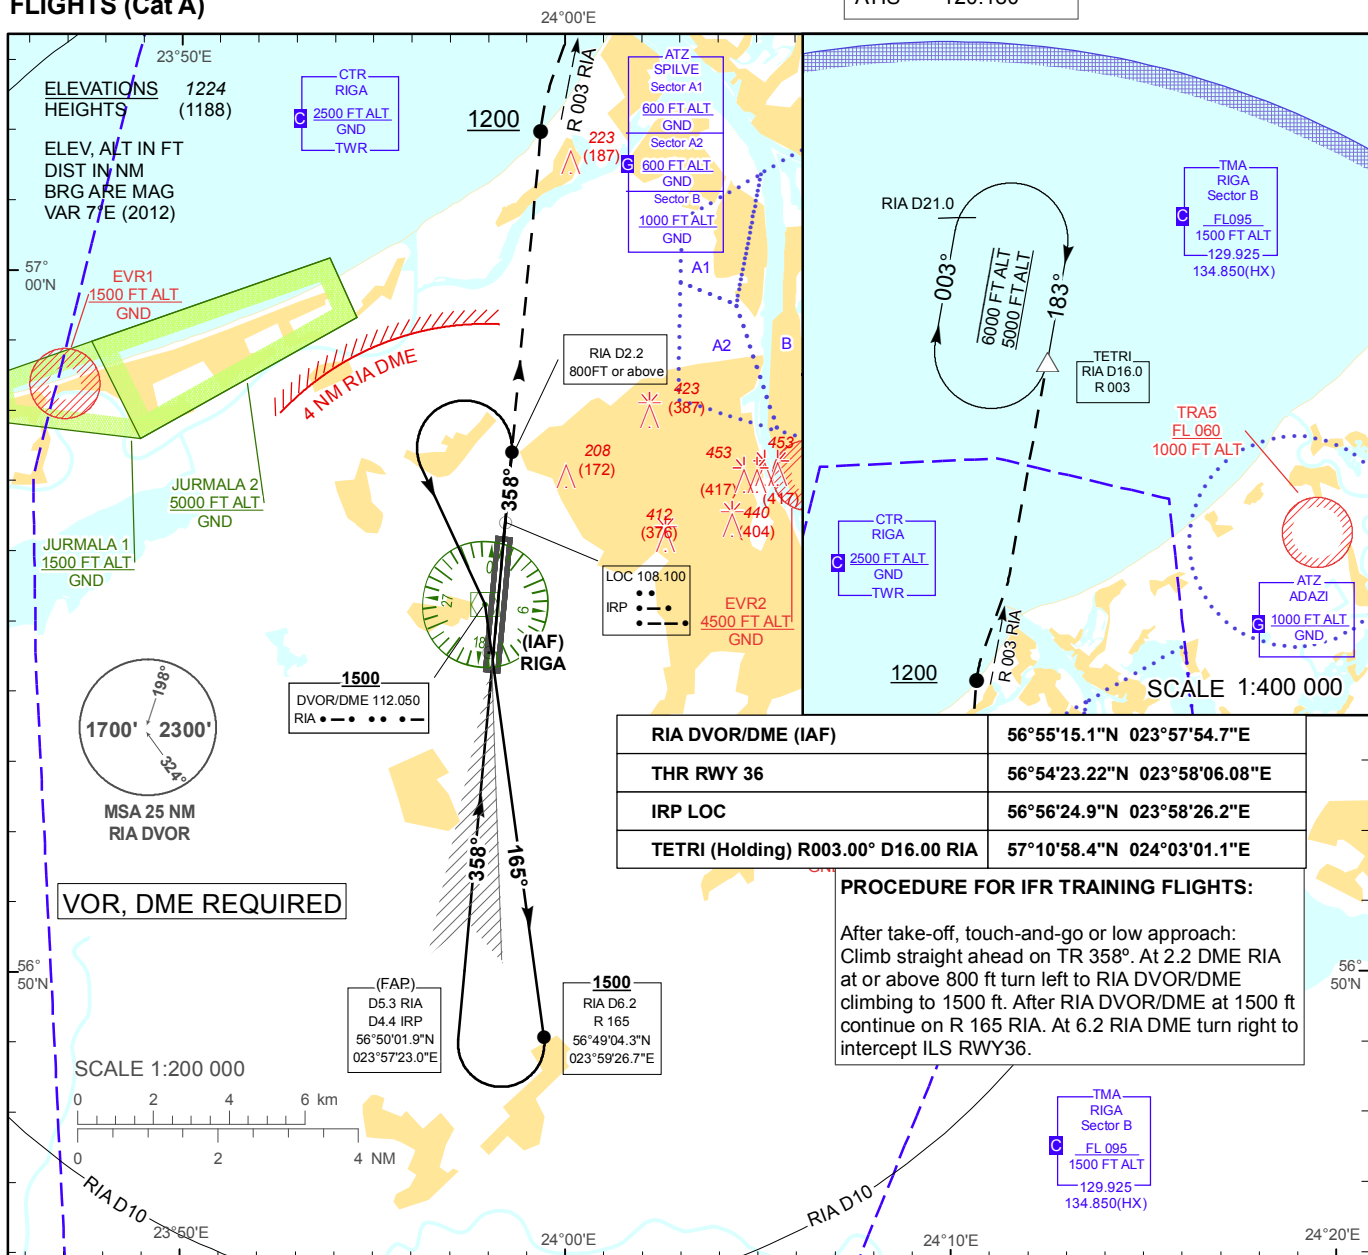 FLIGHTS (Cat A)
24°00'E
23°50'E
ELEVATIONS 1224
HEIGHTS (1188)
ELEV, ALT IN FT
DIST IN NM
BRG ARE MAG
VAR 7°E (2012)
CTR
RIGA
C
2500 FT ALT
GND
TWR
1200
R 003 RIA
223
(187)
ATZ
SPILVE
Sector A1
600 FT ALT
GND
Sector A2
G
600 FT ALT
GND
Sector B
1000 FT ALT
GND
A1
A2
B
57°
00'N
EVR1
1500 FT ALT
GND
4 NM RIA DME
JURMALA 2
5000 FT ALT
GND
JURMALA 1
1500 FT ALT
GND
RIA D2.2
800FT or above
423
(387)
208
(172)
453
(417)
453
(417)
412
(376)
440
(404)
EVR2
4500 FT ALT
GND
358°
0
9
18
27
(IAF)
RIGA
LOC 108.100
IRP
1500
DVOR/DME 112.050
RIA
198°
1700' 2300'
324°
MSA 25 NM
RIA DVOR
VOR, DME REQUIRED
358°
165°
(FAP)
D5.3 RIA
D4.4 IRP
56°50'01.9"N
023°57'23.0"E
1500
RIA D6.2
R 165
56°49'04.3"N
023°59'26.7"E
SCALE 1:200 000
0 2 4 6 km
0 2 4 NM
RIA D10
RIA D10
RIA D21.0
003°
6000 FT ALT
5000 FT ALT
183°
TETRI
RIA D16.0
R 003
TMA
RIGA
Sector B
C
FL095
1500 FT ALT
129.925
134.850(HX)
TRA5
FL 060
1000 FT ALT
CTR
RIGA
C
2500 FT ALT
GND
TWR
ATZ
ADAZI
G
1000 FT ALT
GND
1200
R 003 RIA
SCALE 1:400 000
RIA DVOR/DME (IAF) 56°55'15.1"N 023°57'54.7"E
THR RWY 36 56°54'23.22"N 023°58'06.08"E
IRP LOC 56°56'24.9"N 023°58'26.2"E
TETRI (Holding) R003.00° D16.00 RIA 57°10'58.4"N 024°03'01.1"E
PROCEDURE FOR IFR TRAINING FLIGHTS:
After take-off, touch-and-go or low approach:
Climb straight ahead on TR 358º. At 2.2 DME RIA
at or above 800 ft turn left to RIA DVOR/DME
climbing to 1500 ft. After RIA DVOR/DME at 1500 ft
continue on R 165 RIA. At 6.2 RIA DME turn right to
intercept ILS RWY36.
56°
50'N
56°
50'N
TMA
RIGA
Sector B
C
FL 095
1500 FT ALT
129.925
134.850(HX)
23°50'E
24°00'E
24°10'E
24°20'E